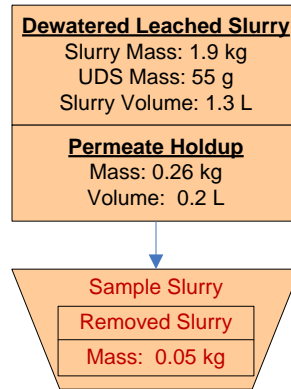 Dewatered Leached Slurry
Slurry Mass: 1.9 kg
UDS Mass: 55 g
Slurry Volume: 1.3 L
Permeate Holdup
Mass: 0.26 kg
Volume: 0.2 L
Sample Slurry
Removed Slurry
Mass: 0.05 kg